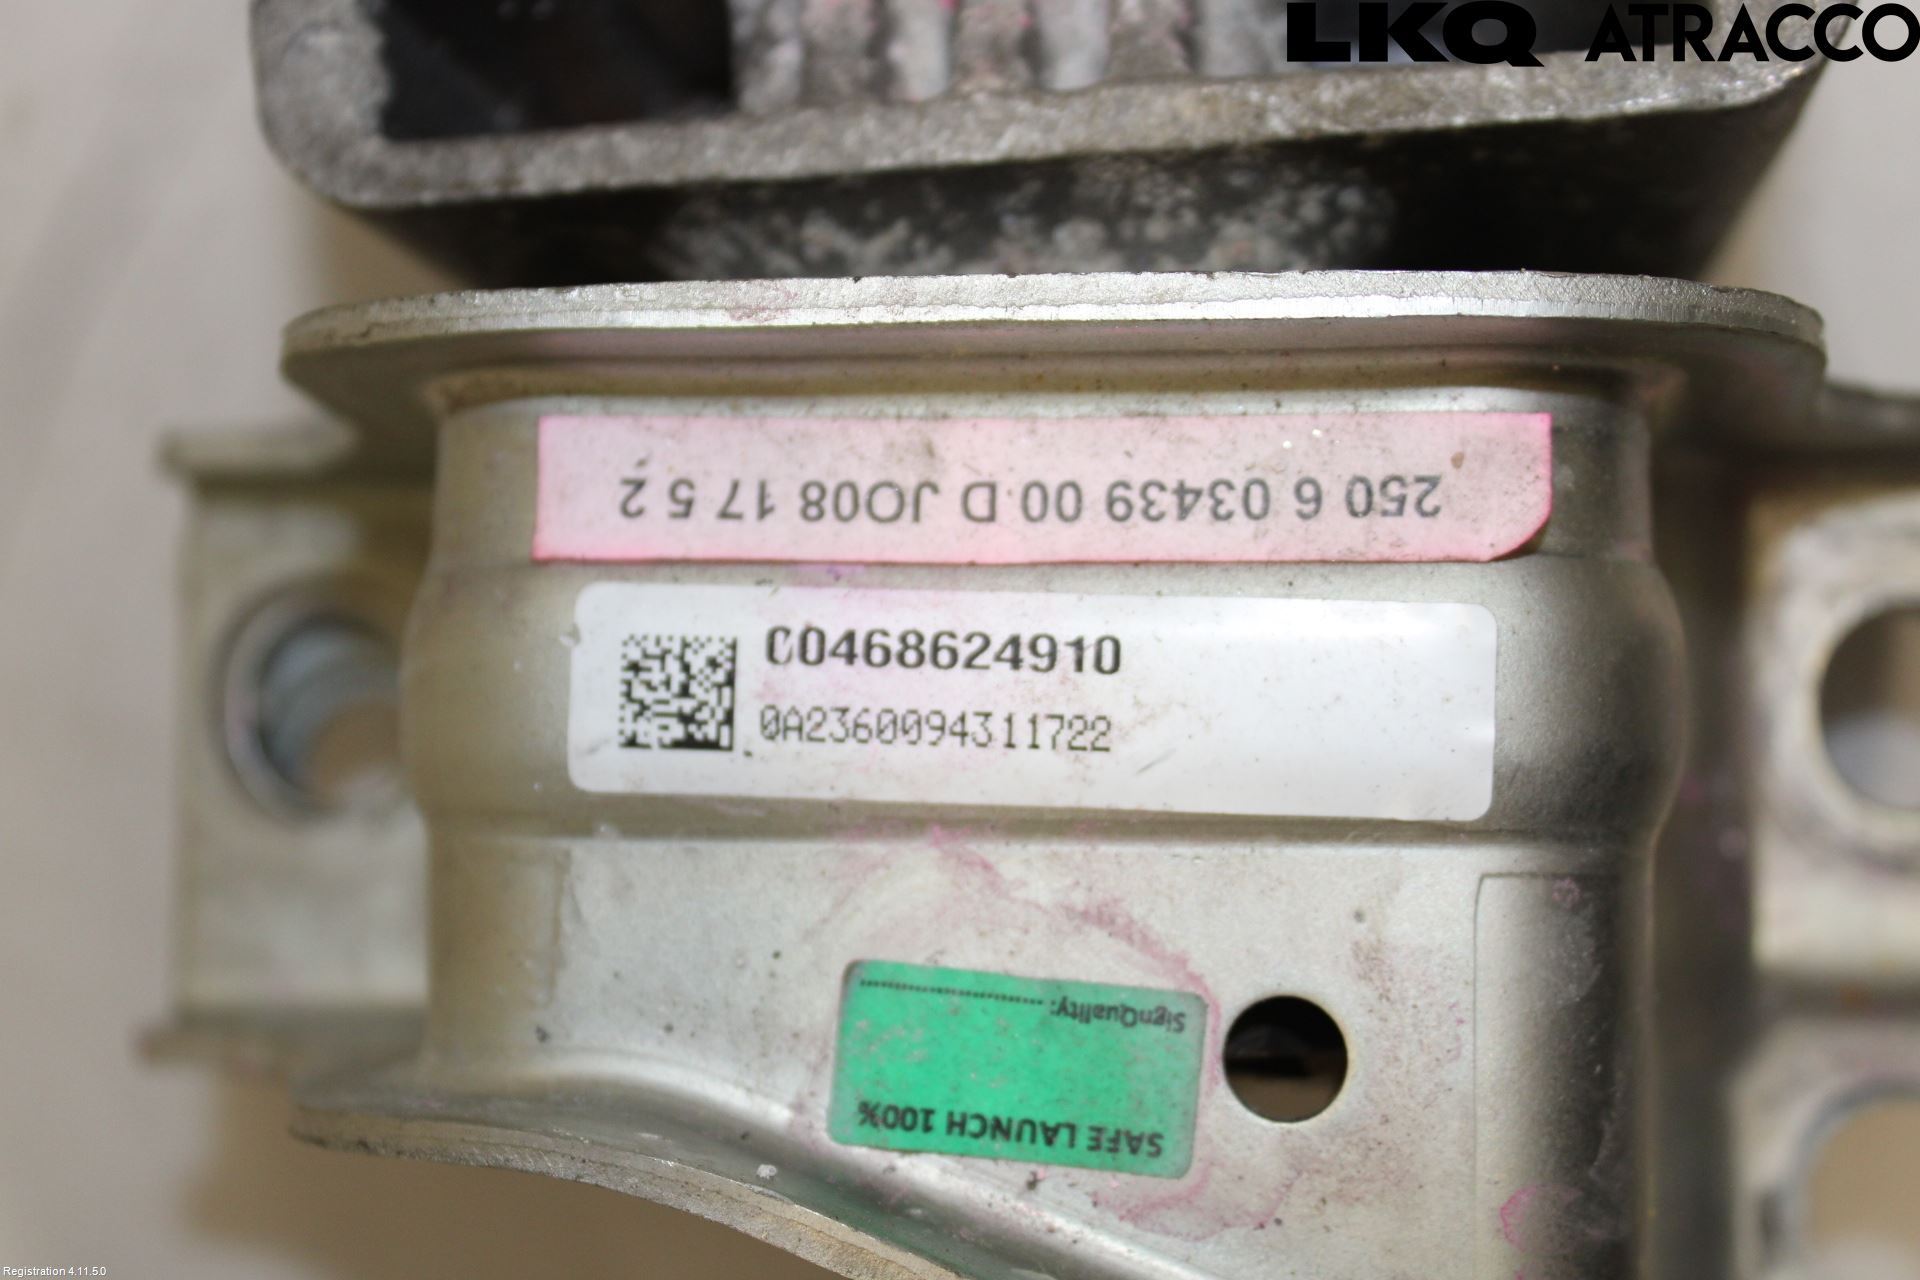 LKQ ATRACCO
250 6 03439 00 D JO08 17 5 2
C0468624910
0A2360094311722
SignQuality:
SAFE LAUNCH 100%
Registration 4.11.5.0